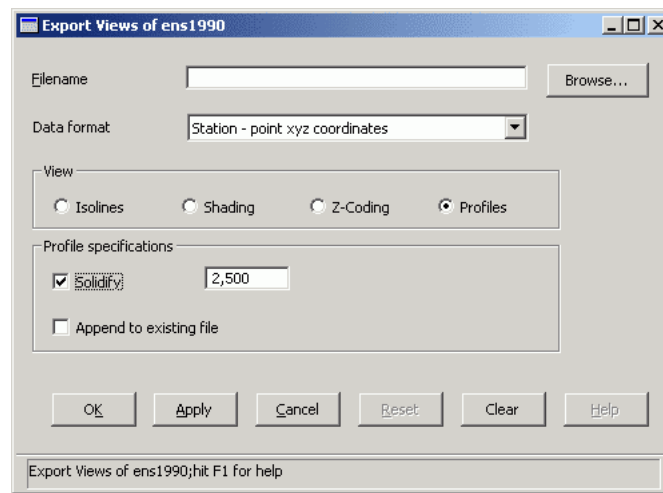 Export Views of ens1990
Filename
Browse...
Data format
Station - point xyz coordinates
View
Isolines
Shading
Z-Coding
Profiles
Profile specifications
Solidify
2,500
Append to existing file
OK
Apply
Cancel
Reset
Clear
Help
Export Views of ens1990;hit F1 for help